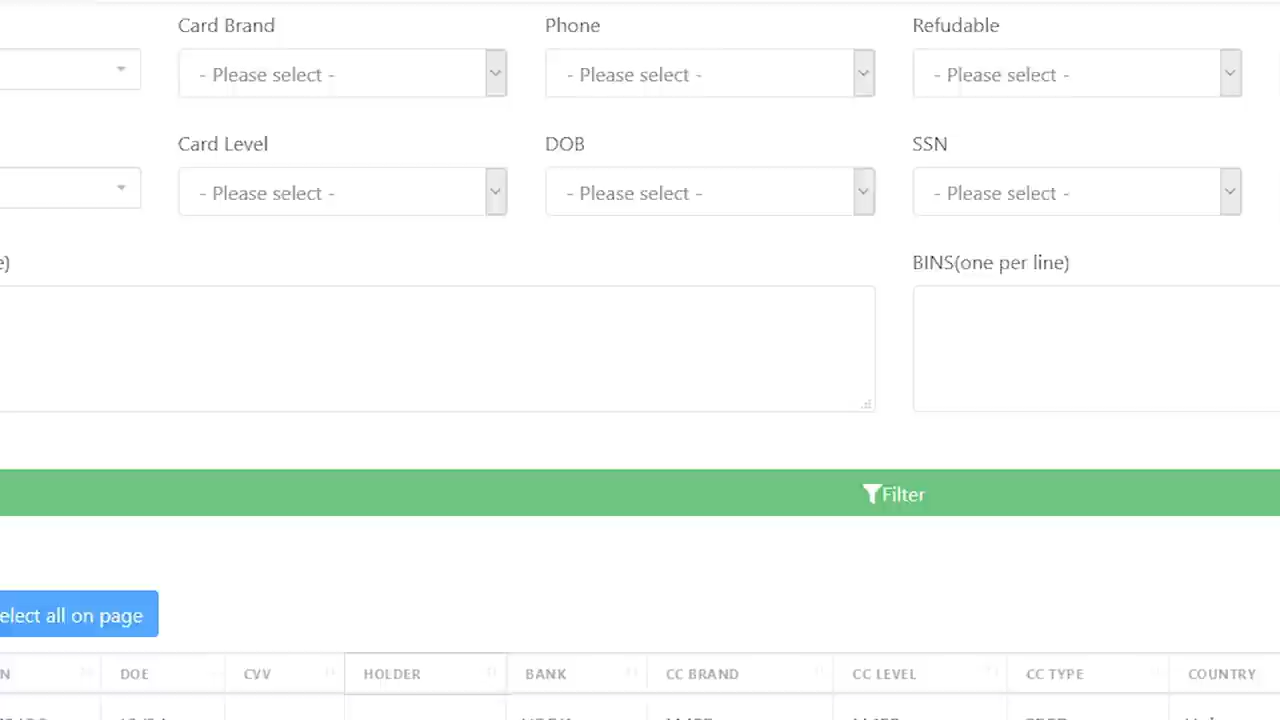 Card Brand Phone Refudable
- Please select - - Please select - - Please select -
Card Level DOB SSN
- Please select - - Please select - - Please select -
e) BINS(one per line)
Filter
elect all on page
N DOE CVV HOLDER BANK CC BRAND CC LEVEL CC TYPE COUNTRY